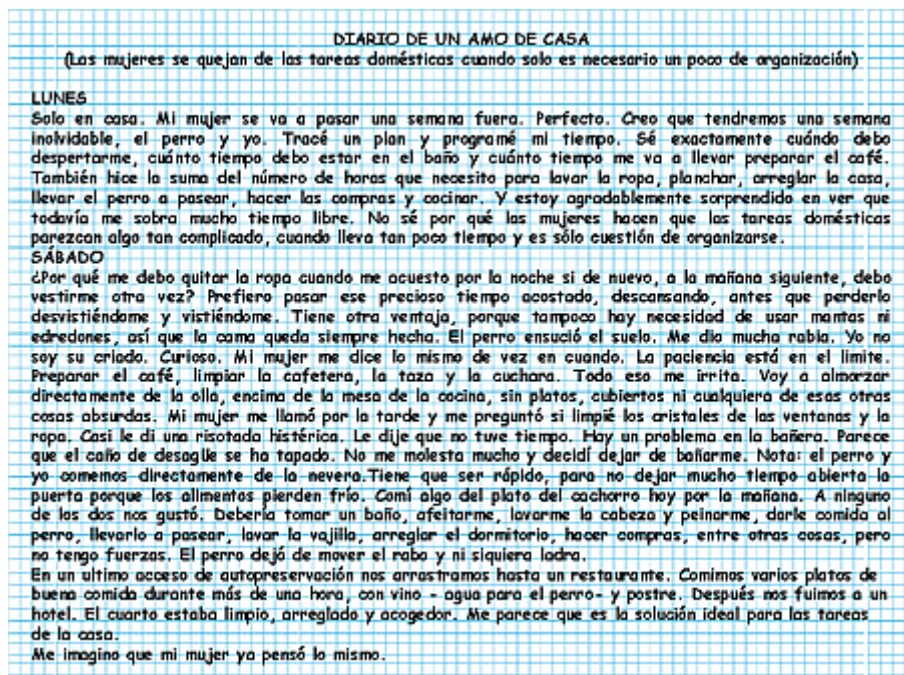 DIARIO DE UN AMO DE CASA
(Las mujeres se quejan de las tareas domésticas cuando solo es necesario un poco de organización)
LUNES
Solo en casa. Mi mujer se va a pasar una semana fuera. Perfecto. Creo que tendremos una semana
inolvidable, el perro y yo. Tracé un plan y programé mi tiempo. Sé exactamente cuándo debo
despertarme, cuánto tiempo debo estar en el baño y cuánto tiempo me va a llevar preparar el café.
También hice la suma del número de horas que necesito para lavar la ropa, planchar, arreglar la casa,
llevar el perro a pasear, hacer las compras y cocinar. Y estoy agradablemente sorprendido en ver que
todavía me sobra mucho tiempo libre. No sé por qué las mujeres hacen que las tareas domésticas
parezcan algo tan complicado, cuando lleva tan poco tiempo y es sólo cuestión de organizarse.
SÁBADO
¿Por qué me debo quitar la ropa cuando me acuesto por la noche si de nuevo, a la mañana siguiente, debo
vestirme otra vez? Prefiero pasar ese precioso tiempo acostado, descansando, antes que perderlo
desvistiéndome y vistiéndome. Tiene otra ventaja, porque tampoco hay necesidad de usar mantas ni
edredones, así que la cama queda siempre hecha. El perro ensució el suelo. Me dio mucha rabia. Yo no
soy su criado. Curioso. Mi mujer me dice lo mismo de vez en cuando. La paciencia está en el límite.
Preparar el café, limpiar la cafetera, la taza y la cuchara. Todo eso me irrita. Voy a almorzar
directamente de la olla, encima de la mesa de la cocina, sin platos, cubiertos ni cualquiera de esas otras
cosas absurdas. Mi mujer me llamó por la tarde y me preguntó si limpié los cristales de las ventanas y la
ropa. Casi le di una risotada histérica. Le dije que no tuve tiempo. Hay un problema en la bañera. Parece
que el caño de desagüe se ha tapado. No me molesta mucho y decidí dejar de bañarme. Nota: el perro y
yo comemos directamente de la nevera.Tiene que ser rápido, para no dejar mucho tiempo abierta la
puerta porque los alimentos pierden frío. Comí algo del plato del cachorro hoy por la mañana. A ninguno
de los dos nos gustó. Debería tomar un baño, afeitarme, lavarme la cabeza y peinarme, darle comida al
perro, llevarlo a pasear, lavar la vajilla, arreglar el dormitorio, hacer compras, entre otras cosas, pero
no tengo fuerzas. El perro dejó de mover el rabo y ni siquiera ladra.
En un ultimo acceso de autopreservación nos arrastramos hasta un restaurante. Comimos varios platos de
buena comida durante más de una hora, con vino - agua para el perro- y postre. Después nos fuimos a un
hotel. El cuarto estaba limpio, arreglado y acogedor. Me parece que es la solución ideal para las tareas
de la casa.
Me imagino que mi mujer ya pensó lo mismo.